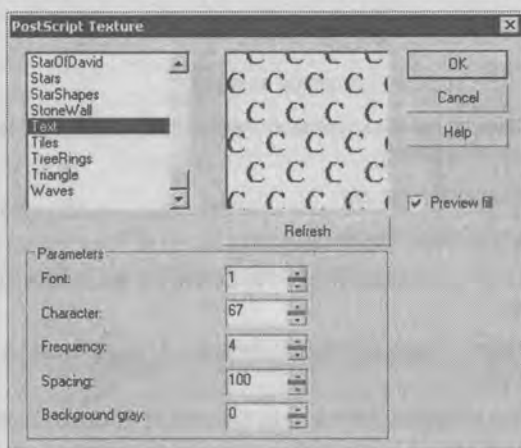 PostScript Texture
StarOfDavid
Stars
StarShapes
StoneWall
Text
Tiles
TreeRings
Triangle
Waves
C C C C
C C C C
C C C C
C C C C
C C C C
C C C C
OK
Cancel
Help
Preview fill
Refresh
Parameters
Font: 1
Character: 67
Frequency: 4
Spacing: 100
Background gray: 0